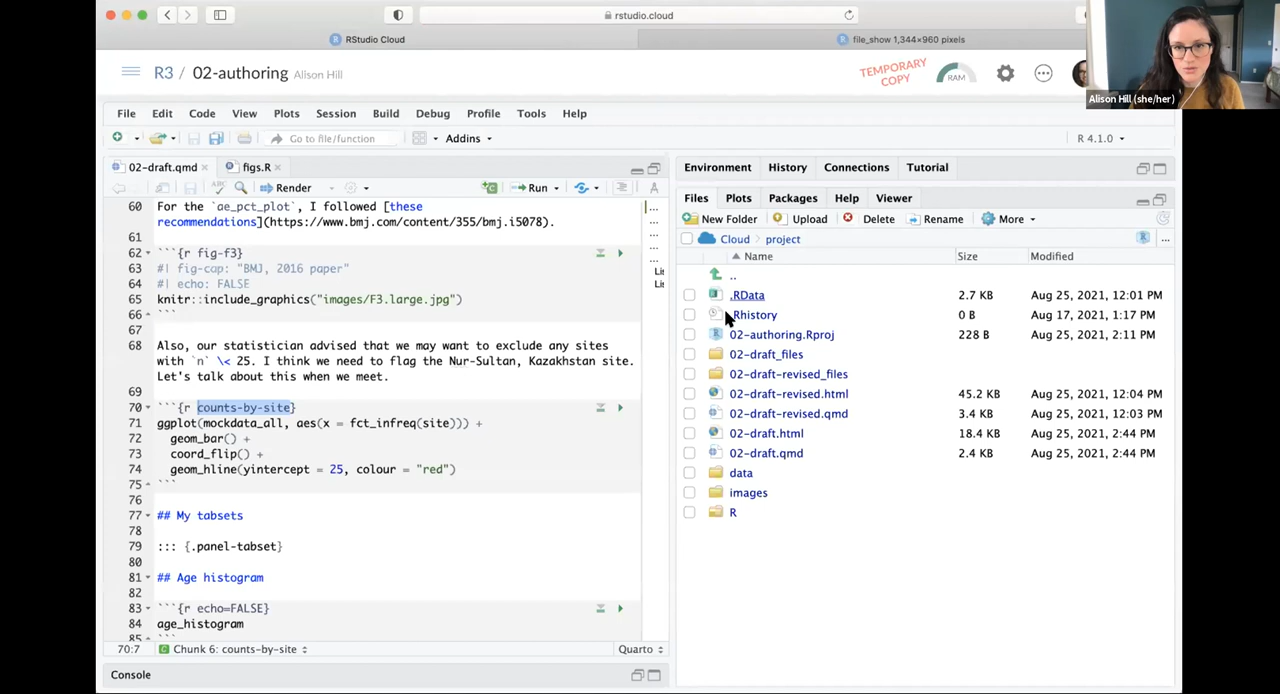 rstudio.cloud
RStudio Cloud
file_show 1,344×960 pixels
R3 / 02-authoring Alison Hill
TEMPORARY COPY
RAM
Alison Hill (she/her)
File Edit Code View Plots Session Build Debug Profile Tools Help
Go to file/function
Addins
R 4.1.0
02-draft.qmd
figs.R
Render
Run
60 For the `ae_pct_plot`, I followed [these
recommendations](https://www.bmj.com/content/355/bmj.i5078).
61
62 ```{r fig-f3}
63 #| fig-cap: "BMJ, 2016 paper"
64 #| echo: FALSE
65 knitr::include_graphics("images/F3.large.jpg")
66 ```
67
68 Also, our statistician advised that we may want to exclude any sites
with `n` \< 25. I think we need to flag the Nur-Sultan, Kazakhstan site.
Let's talk about this when we meet.
69
70 ```{r counts-by-site}
71 ggplot(mockdata_all, aes(x = fct_infreq(site))) +
72 geom_bar() +
73 coord_flip() +
74 geom_hline(yintercept = 25, colour = "red")
75 ```
76
77 ## My tabsets
78
79 ::: {.panel-tabset}
80
81 ## Age histogram
82
83 ```{r echo=FALSE}
84 age_histogram
85 ```
70:7 Chunk 6: counts-by-site Quarto
Console
Environment History Connections Tutorial
Files Plots Packages Help Viewer
New Folder Upload Delete Rename More
Cloud project
Name Size Modified
..
.RData 2.7 KB Aug 25, 2021, 12:01 PM
.Rhistory 0 B Aug 17, 2021, 1:17 PM
02-authoring.Rproj 228 B Aug 25, 2021, 2:11 PM
02-draft_files
02-draft-revised_files
02-draft-revised.html 45.2 KB Aug 25, 2021, 12:04 PM
02-draft-revised.qmd 3.4 KB Aug 25, 2021, 12:03 PM
02-draft.html 18.4 KB Aug 25, 2021, 2:44 PM
02-draft.qmd 2.4 KB Aug 25, 2021, 2:44 PM
data
images
R